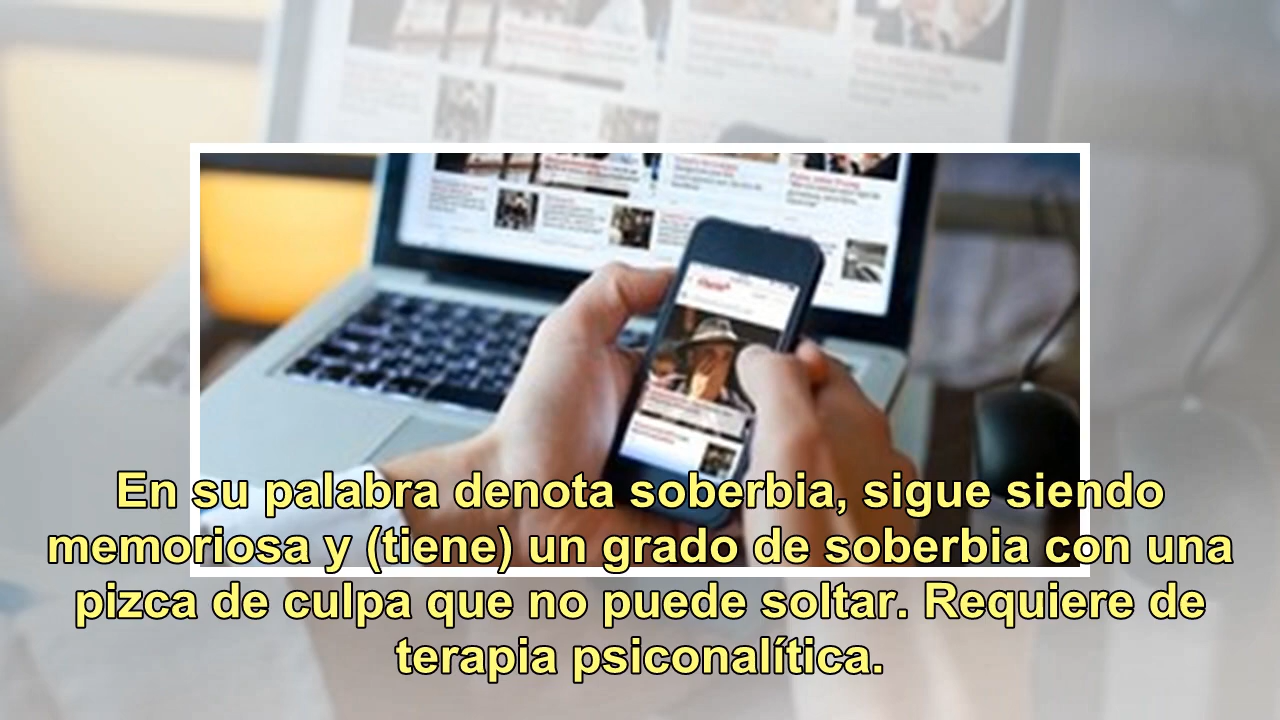 En su palabra denota soberbia, sigue siendo
memoriosa y (tiene) un grado de soberbia con una
pizca de culpa que no puede soltar. Requiere de
terapia psiconalítica.